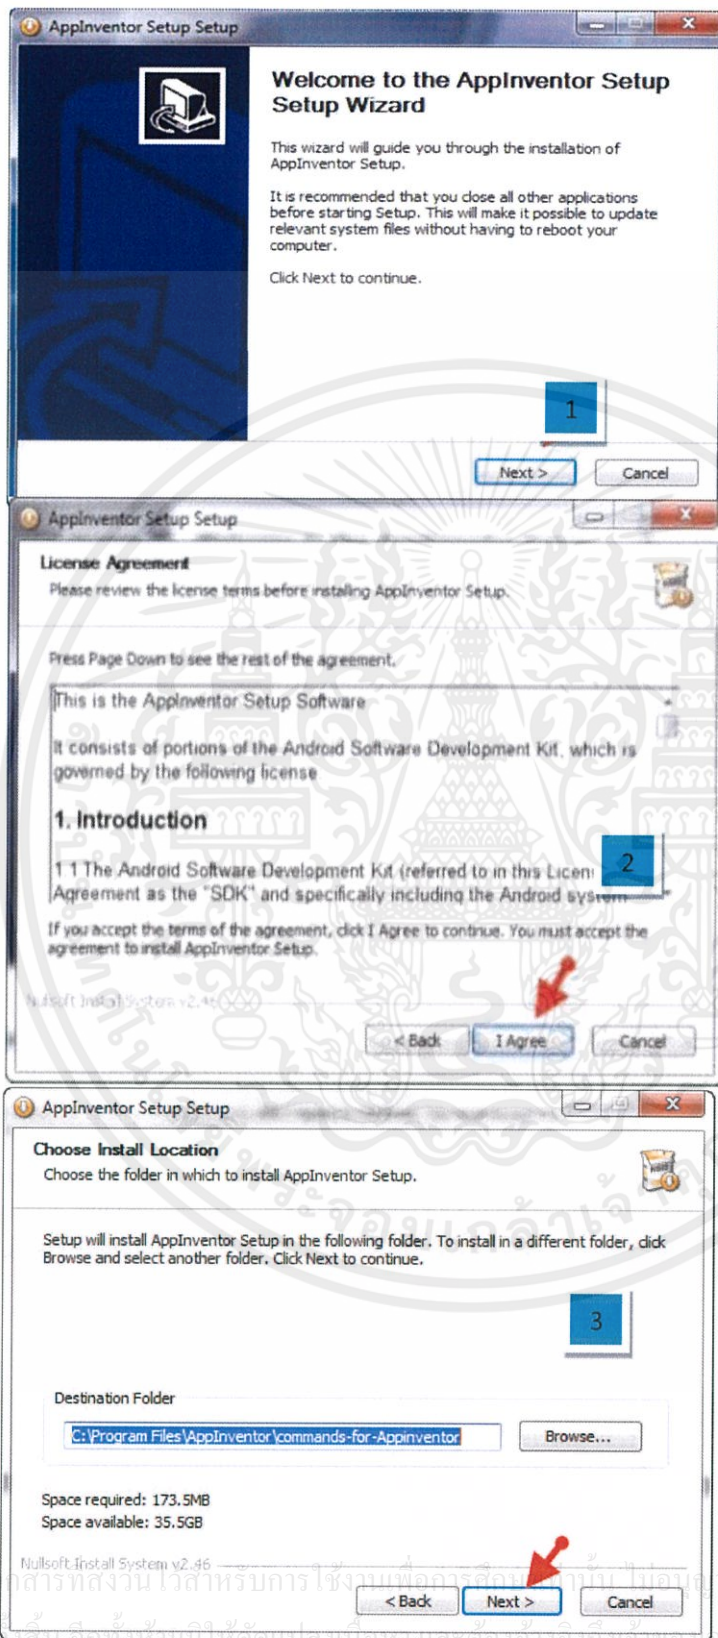 AppInventor Setup Setup
Welcome to the AppInventor Setup
Setup Wizard
This wizard will guide you through the installation of
AppInventor Setup.
It is recommended that you close all other applications
before starting Setup. This will make it possible to update
relevant system files without having to reboot your
computer.
Click Next to continue.
1
Next >
Cancel
AppInventor Setup Setup
License Agreement
Please review the license terms before installing AppInventor Setup.
Press Page Down to see the rest of the agreement.
This is the AppInventor Setup Software
It consists of portions of the Android Software Development Kit, which is
governed by the following license
1. Introduction
1.1 The Android Software Development Kit (referred to in this Licen
2
Agreement as the "SDK" and specifically including the Android system
If you accept the terms of the agreement, click I Agree to continue. You must accept the
agreement to install AppInventor Setup.
Nullsoft Install System v2.46
< Back
I Agree
Cancel
AppInventor Setup Setup
Choose Install Location
Choose the folder in which to install AppInventor Setup.
Setup will install AppInventor Setup in the following folder. To install in a different folder, click
Browse and select another folder. Click Next to continue.
3
Destination Folder
C:\Program Files\AppInventor\commands-for-Appinventor
Browse...
Space required: 173.5MB
Space available: 35.5GB
Nullsoft Install System v2.46
< Back
Next >
Cancel